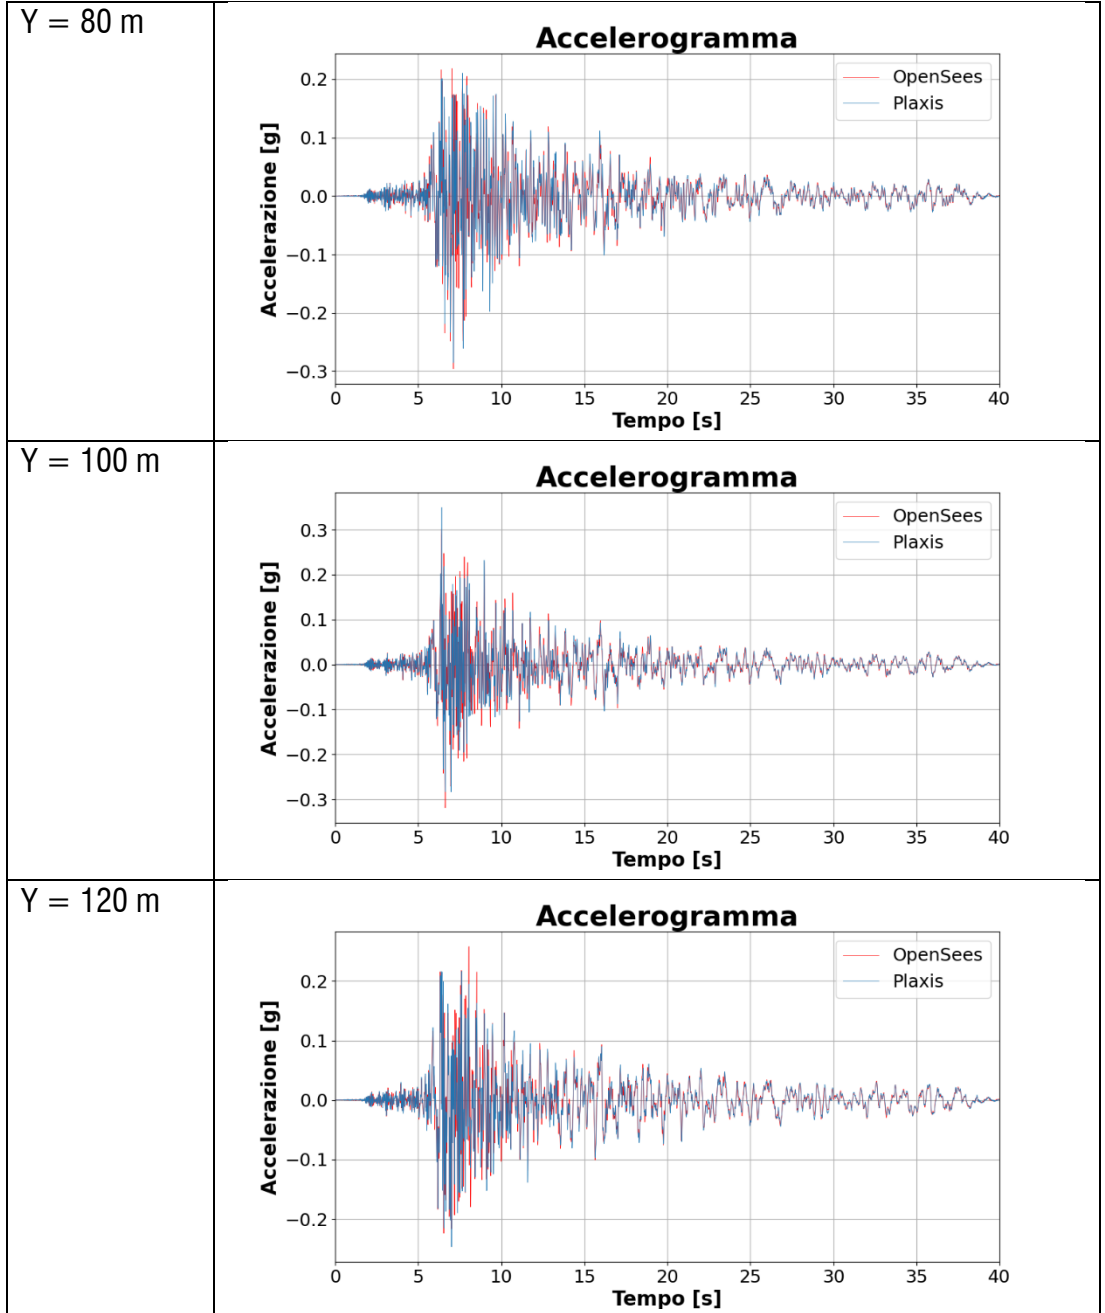 Y = 80 m
Accelerogramma
OpenSees
Plaxis
Accelerazione [g]
0.2
0.1
0.0
−0.1
−0.2
−0.3
0 5 10 15 20 25 30 35 40
Tempo [s]
Y = 100 m
Accelerogramma
OpenSees
Plaxis
Accelerazione [g]
0.3
0.2
0.1
0.0
−0.1
−0.2
−0.3
0 5 10 15 20 25 30 35 40
Tempo [s]
Y = 120 m
Accelerogramma
OpenSees
Plaxis
Accelerazione [g]
0.2
0.1
0.0
−0.1
−0.2
0 5 10 15 20 25 30 35 40
Tempo [s]